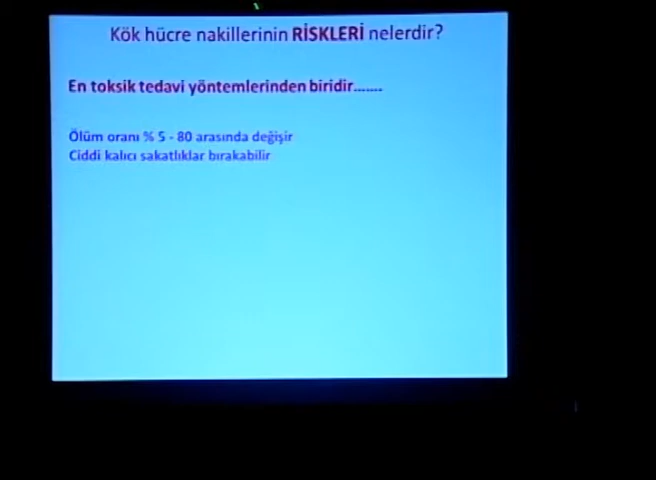 Kök hücre nakillerinin RİSKLERİ nelerdir?
En toksik tedavi yöntemlerinden biridir.......
Ölüm oranı % 5 - 80 arasında değişir
Ciddi kalıcı sakatlıklar bırakabilir